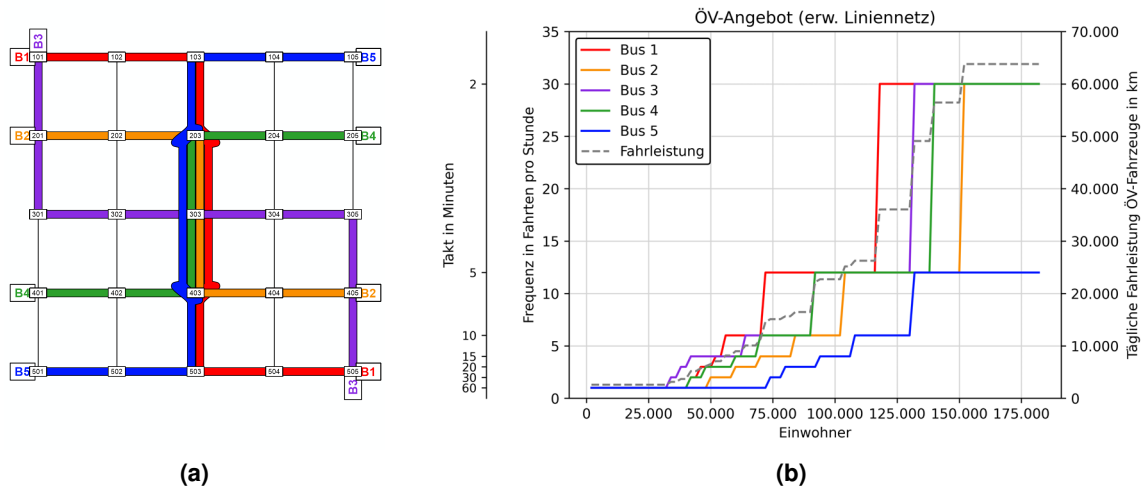 B3
B1 101 102 103 104 105 B5
B2 201 202 203 204 205 B4
301 302 303 304 305
B4 401 402 403 404 405 B2
B5 501 502 503 504 505 B1
B3
(a)
ÖV-Angebot (erw. Liniennetz)
Takt in Minuten
2
5
10
15
20
30
60
Frequenz in Fahrten pro Stunde
35
30
25
20
15
10
5
0
Bus 1
Bus 2
Bus 3
Bus 4
Bus 5
Fahrleistung
70.000
60.000
50.000
40.000
30.000
20.000
10.000
0
Tägliche Fahrleistung ÖV-Fahrzeuge in km
0 25.000 50.000 75.000 100.000 125.000 150.000 175.000
Einwohner
(b)